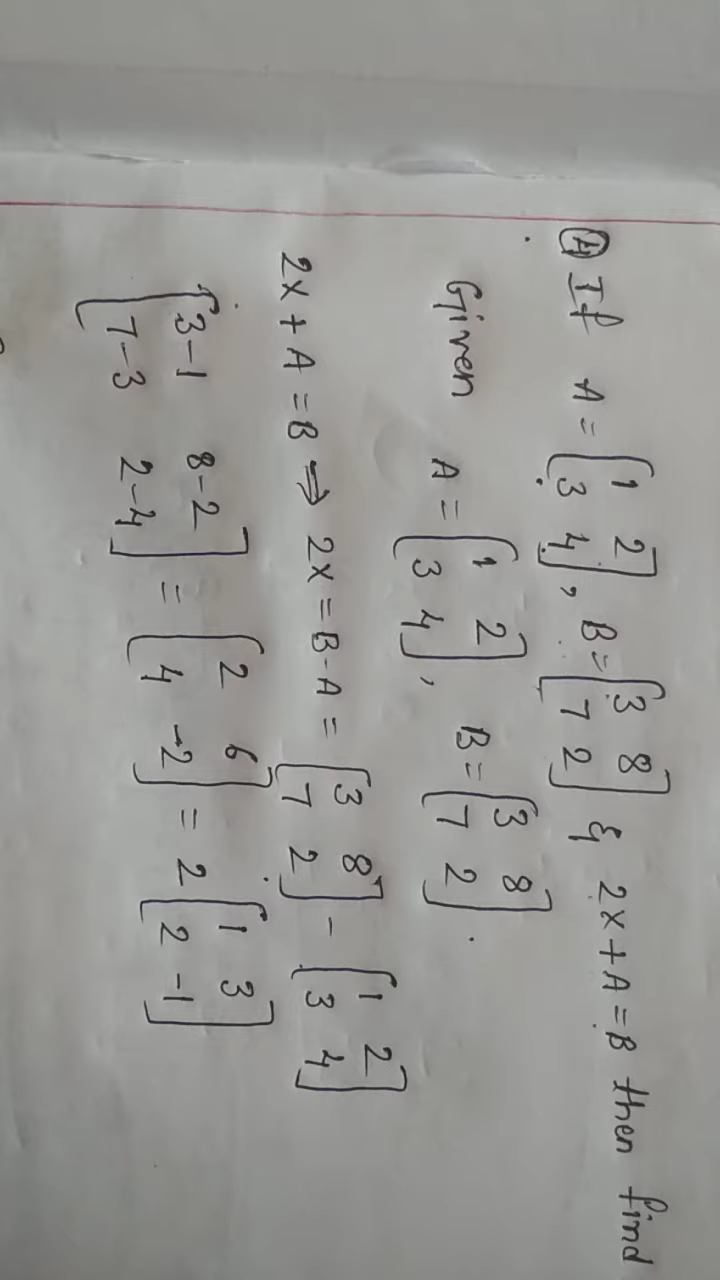 ④ If A = [1 2 3 4], B = [3 8 7 2] & 2x + A = B then find
Given A = [1 2 3 4], B = [3 8 7 2].
2x + A = B ⇒ 2x = B - A = [3 8 7 2] - [1 2 3 4]
[3-1 8-2 7-3 2-4] = [2 6 4 -2] = 2 [1 3 2 -1]